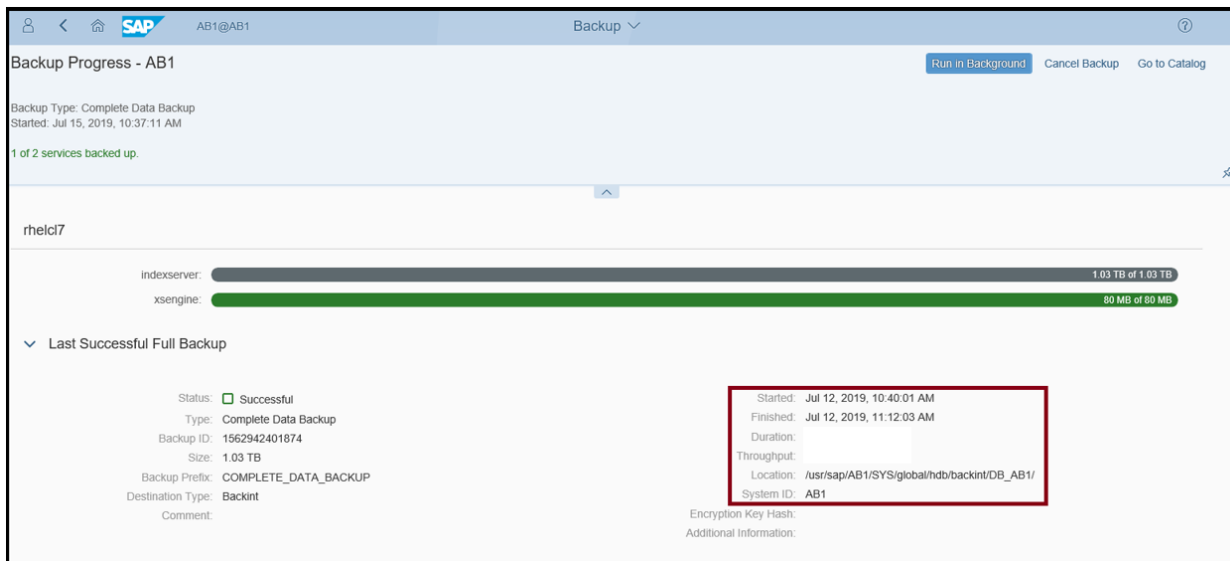 SAP AB1@AB1 Backup
Backup Progress - AB1 Run in Background Cancel Backup Go to Catalog
Backup Type: Complete Data Backup
Started: Jul 15, 2019, 10:37:11 AM
1 of 2 services backed up.
rhelcl7
indexserver: 1.03 TB of 1.03 TB
xsengine: 80 MB of 80 MB
Last Successful Full Backup
Status: Successful
Type: Complete Data Backup
Backup ID: 1562942401874
Size: 1.03 TB
Backup Prefix: COMPLETE_DATA_BACKUP
Destination Type: Backint
Comment:
Started: Jul 12, 2019, 10:40:01 AM
Finished: Jul 12, 2019, 11:12:03 AM
Duration:
Throughput:
Location: /usr/sap/AB1/SYS/global/hdb/backint/DB_AB1/
System ID: AB1
Encryption Key Hash:
Additional Information: